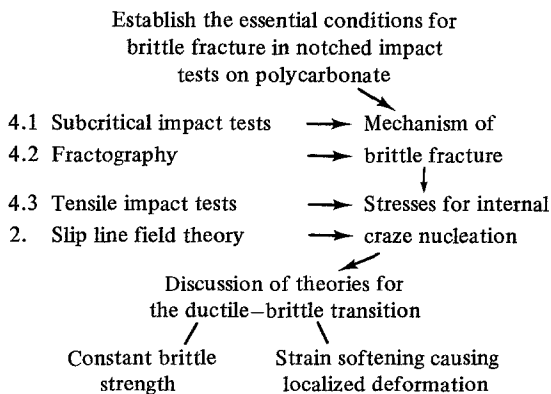 Establish the essential conditions for
brittle fracture in notched impact
tests on polycarbonate
4.1 Subcritical impact tests Mechanism of
4.2 Fractography brittle fracture
4.3 Tensile impact tests Stresses for internal
2. Slip line field theory craze nucleation
Discussion of theories for
the ductile–brittle transition
Constant brittle Strain softening causing
strength localized deformation